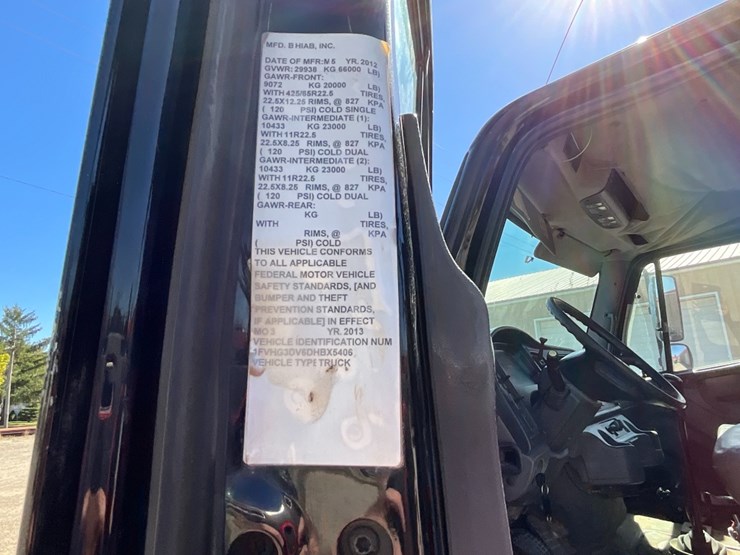 MFD. B HIAB, INC.
DATE OF MFR: M 5 YR. 2012
GVWR: 29938 KG 66000 LB)
GAWR-FRONT:
9072 KG 20000 LB)
WITH 425/65R22.5 TIRES,
22.5X12.25 RIMS, @ 827 KPA
( 120 PSI) COLD SINGLE
GAWR-INTERMEDIATE (1):
10433 KG 23000 LB)
WITH 11R22.5 TIRES,
22.5X8.25 RIMS, @ 827 KPA
( 120 PSI) COLD DUAL
GAWR-INTERMEDIATE (2):
10433 KG 23000 LB)
WITH 11R22.5 TIRES,
22.5X8.25 RIMS, @ 827 KPA
( 120 PSI) COLD DUAL
GAWR-REAR:
KG LB)
WITH TIRES,
RIMS, @ KPA
( PSI) COLD
THIS VEHICLE CONFORMS
TO ALL APPLICABLE
FEDERAL MOTOR VEHICLE
SAFETY STANDARDS, [AND
BUMPER AND THEFT
PREVENTION STANDARDS,
IF APPLICABLE] IN EFFECT
MO 3 YR. 2013
VEHICLE IDENTIFICATION NUM
1FVHG3DV6DHBX5406
VEHICLE TYPE TRUCK